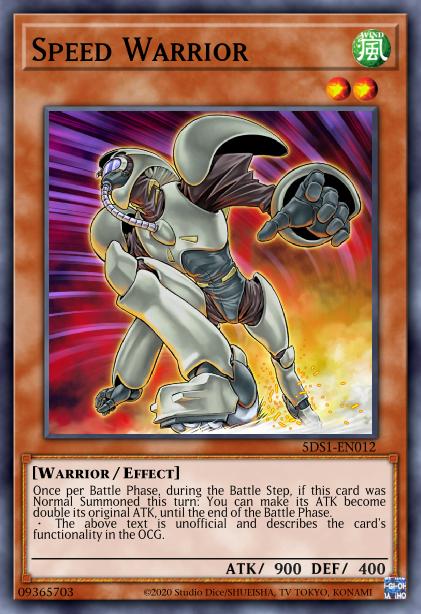 Speed Warrior
WIND
風
5DS1-EN012
[Warrior / Effect]
Once per Battle Phase, during the Battle Step, if this card was
Normal Summoned this turn: You can make its ATK become
double its original ATK, until the end of the Battle Phase.
· The above text is unofficial and describes the card's
functionality in the OCG.
ATK/ 900 DEF/ 400
09365703
©2020 Studio Dice/SHUEISHA, TV TOKYO, KONAMI